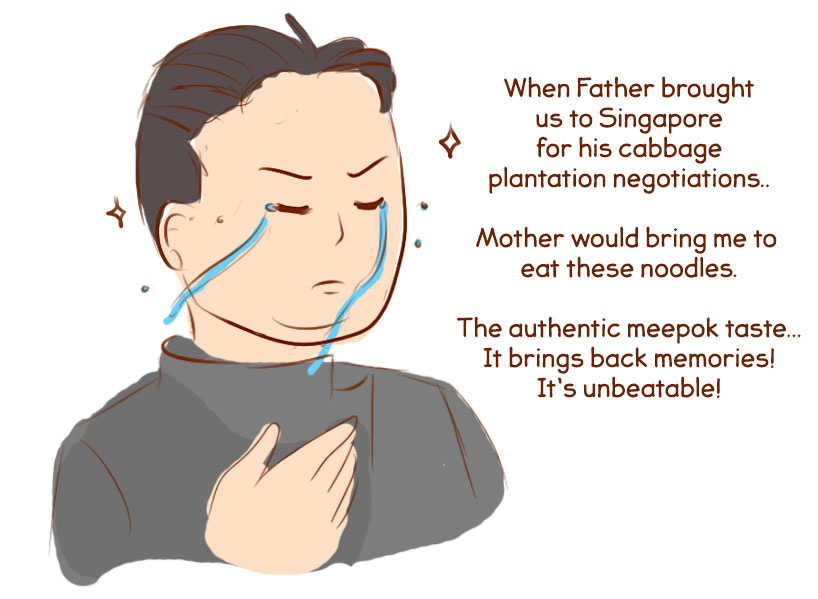 When Father brought
us to Singapore
for his cabbage
plantation negotiations..
Mother would bring me to
eat these noodles.
The authentic meepok taste...
It brings back memories!
It's unbeatable!